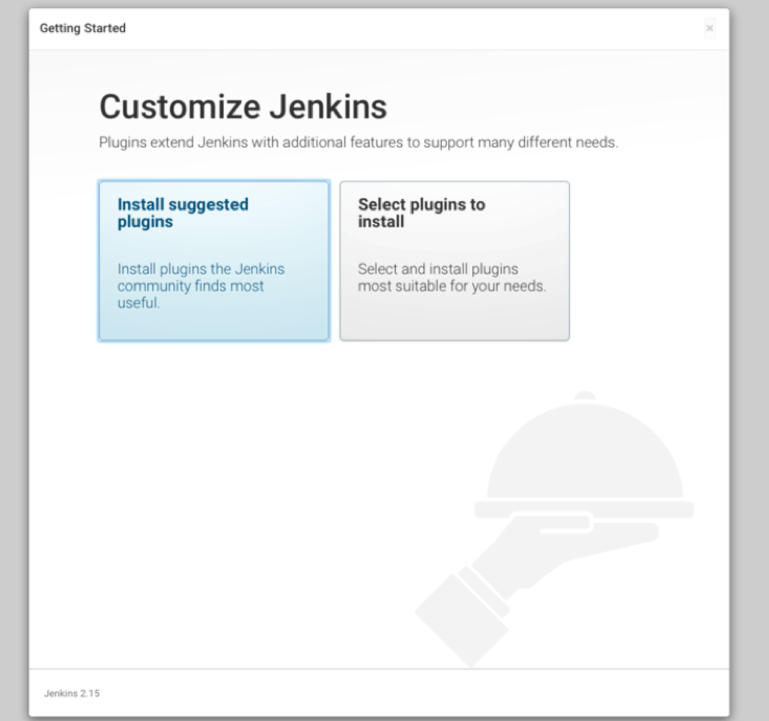 Getting Started
×
Customize Jenkins
Plugins extend Jenkins with additional features to support many different needs.
Install suggested
plugins
Install plugins the Jenkins
community finds most
useful.
Select plugins to
install
Select and install plugins
most suitable for your needs.
Jenkins 2.15